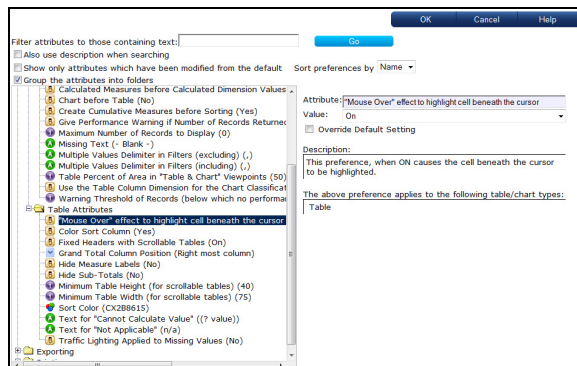 OK Cancel Help
Filter attributes to those containing text: Go
Also use description when searching
Show only attributes which have been modified from the default Sort preferences by Name
Group the attributes into folders
Calculated Measures before Calculated Dimension Values
Chart before Table (No)
Create Cumulative Measures before Sorting (Yes)
Give Performance Warning if Number of Records Returned
Maximum Number of Records to Display (0)
Missing Text (- Blank -)
Multiple Values Delimiter in Filters (excluding) (,)
Multiple Values Delimiter in Filters (including) (,)
Table Percent of Area in "Table & Chart" Viewpoints (50)
Use the Table Column Dimension for the Chart Classificat
Warning Threshold of Records (below which no performa
Table Attributes
"Mouse Over" effect to highlight cell beneath the cursor
Color Sort Column (Yes)
Fixed Headers with Scrollable Tables (On)
Grand Total Column Position (Right most column)
Hide Measure Labels (No)
Hide Sub-Totals (No)
Minimum Table Height (for scrollable tables) (40)
Minimum Table Width (for scrollable tables) (75)
Sort Color (CX2B8615)
Text for "Cannot Calculate Value" ((? value))
Text for "Not Applicable" (n/a)
Traffic Lighting Applied to Missing Values (No)
Exporting
Attribute: "Mouse Over" effect to highlight cell beneath the cursor
Value: On
Override Default Setting
Description:
This preference, when ON causes the cell beneath the cursor
to be highlighted.
The above preference applies to the following table/chart types:
Table